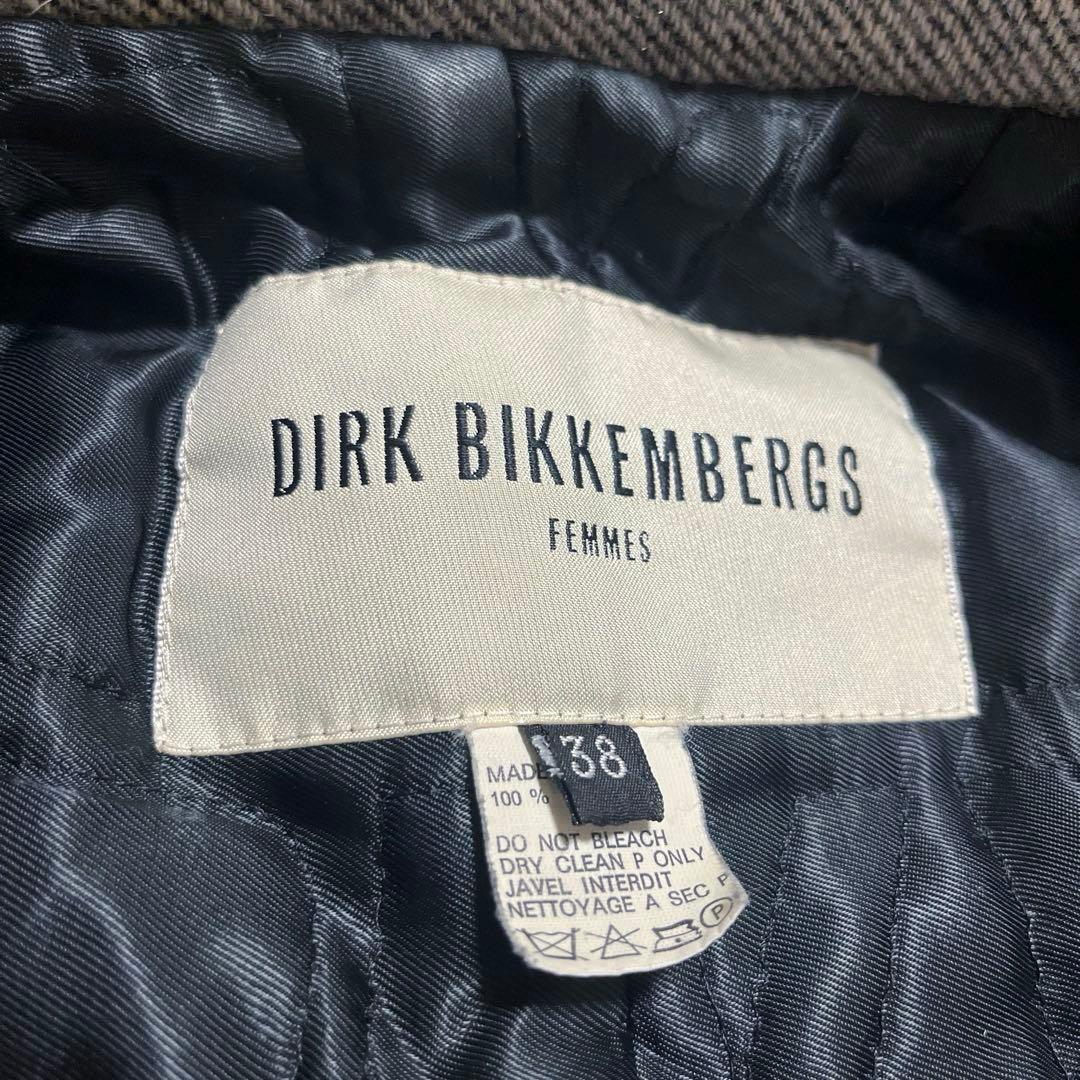 DIRK BIKKEMBERGS
FEMMES
38
MADE
100 %
DO NOT BLEACH
DRY CLEAN P ONLY
JAVEL INTERDIT
NETTOYAGE A SEC P
P